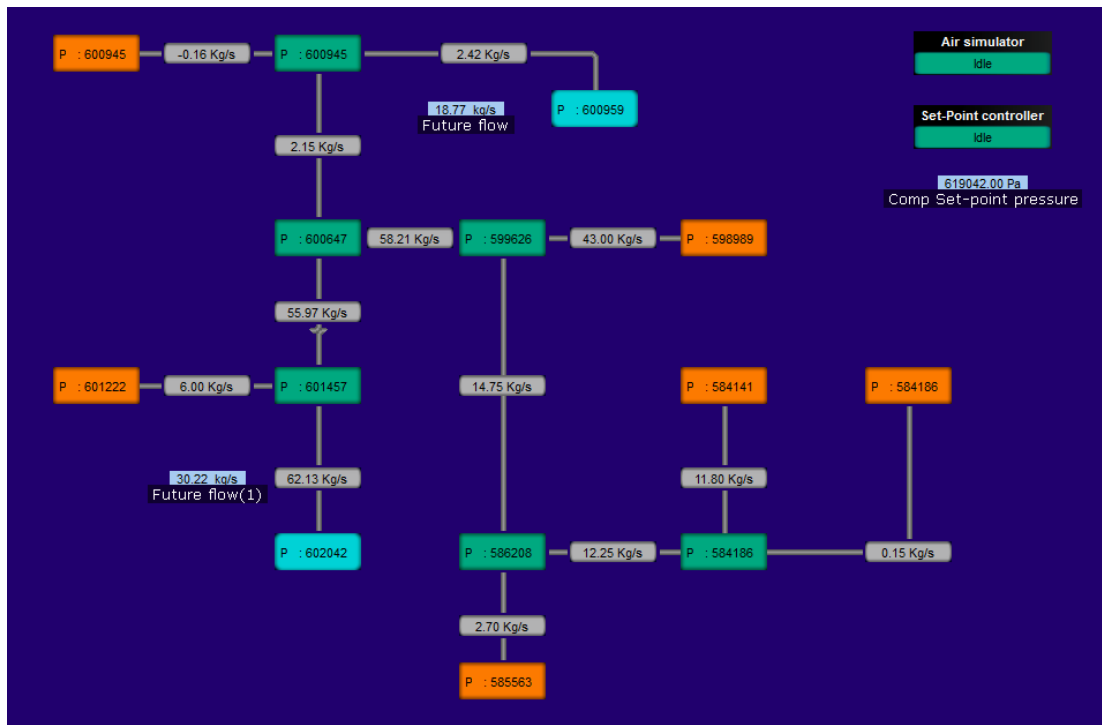 Air simulator
P : 600945
-0.16 Kg/s
P : 600945
2.42 Kg/s
Idle
18.77 kg/s
P : 600959
Future flow
Set-Point controller
Idle
2.15 Kg/s
619042.00 Pa
Comp Set-point pressure
P : 600647
58.21 Kg/s
P : 599626
43.00 Kg/s
P : 598989
55.97 Kg/s
P : 601222
6.00 Kg/s
P : 601457
14.75 Kg/s
P : 584141
P : 584186
30.22 kg/s
62.13 Kg/s
11.80 Kg/s
Future flow(1)
P : 602042
P : 586208
12.25 Kg/s
P : 584186
0.15 Kg/s
2.70 Kg/s
P : 585563